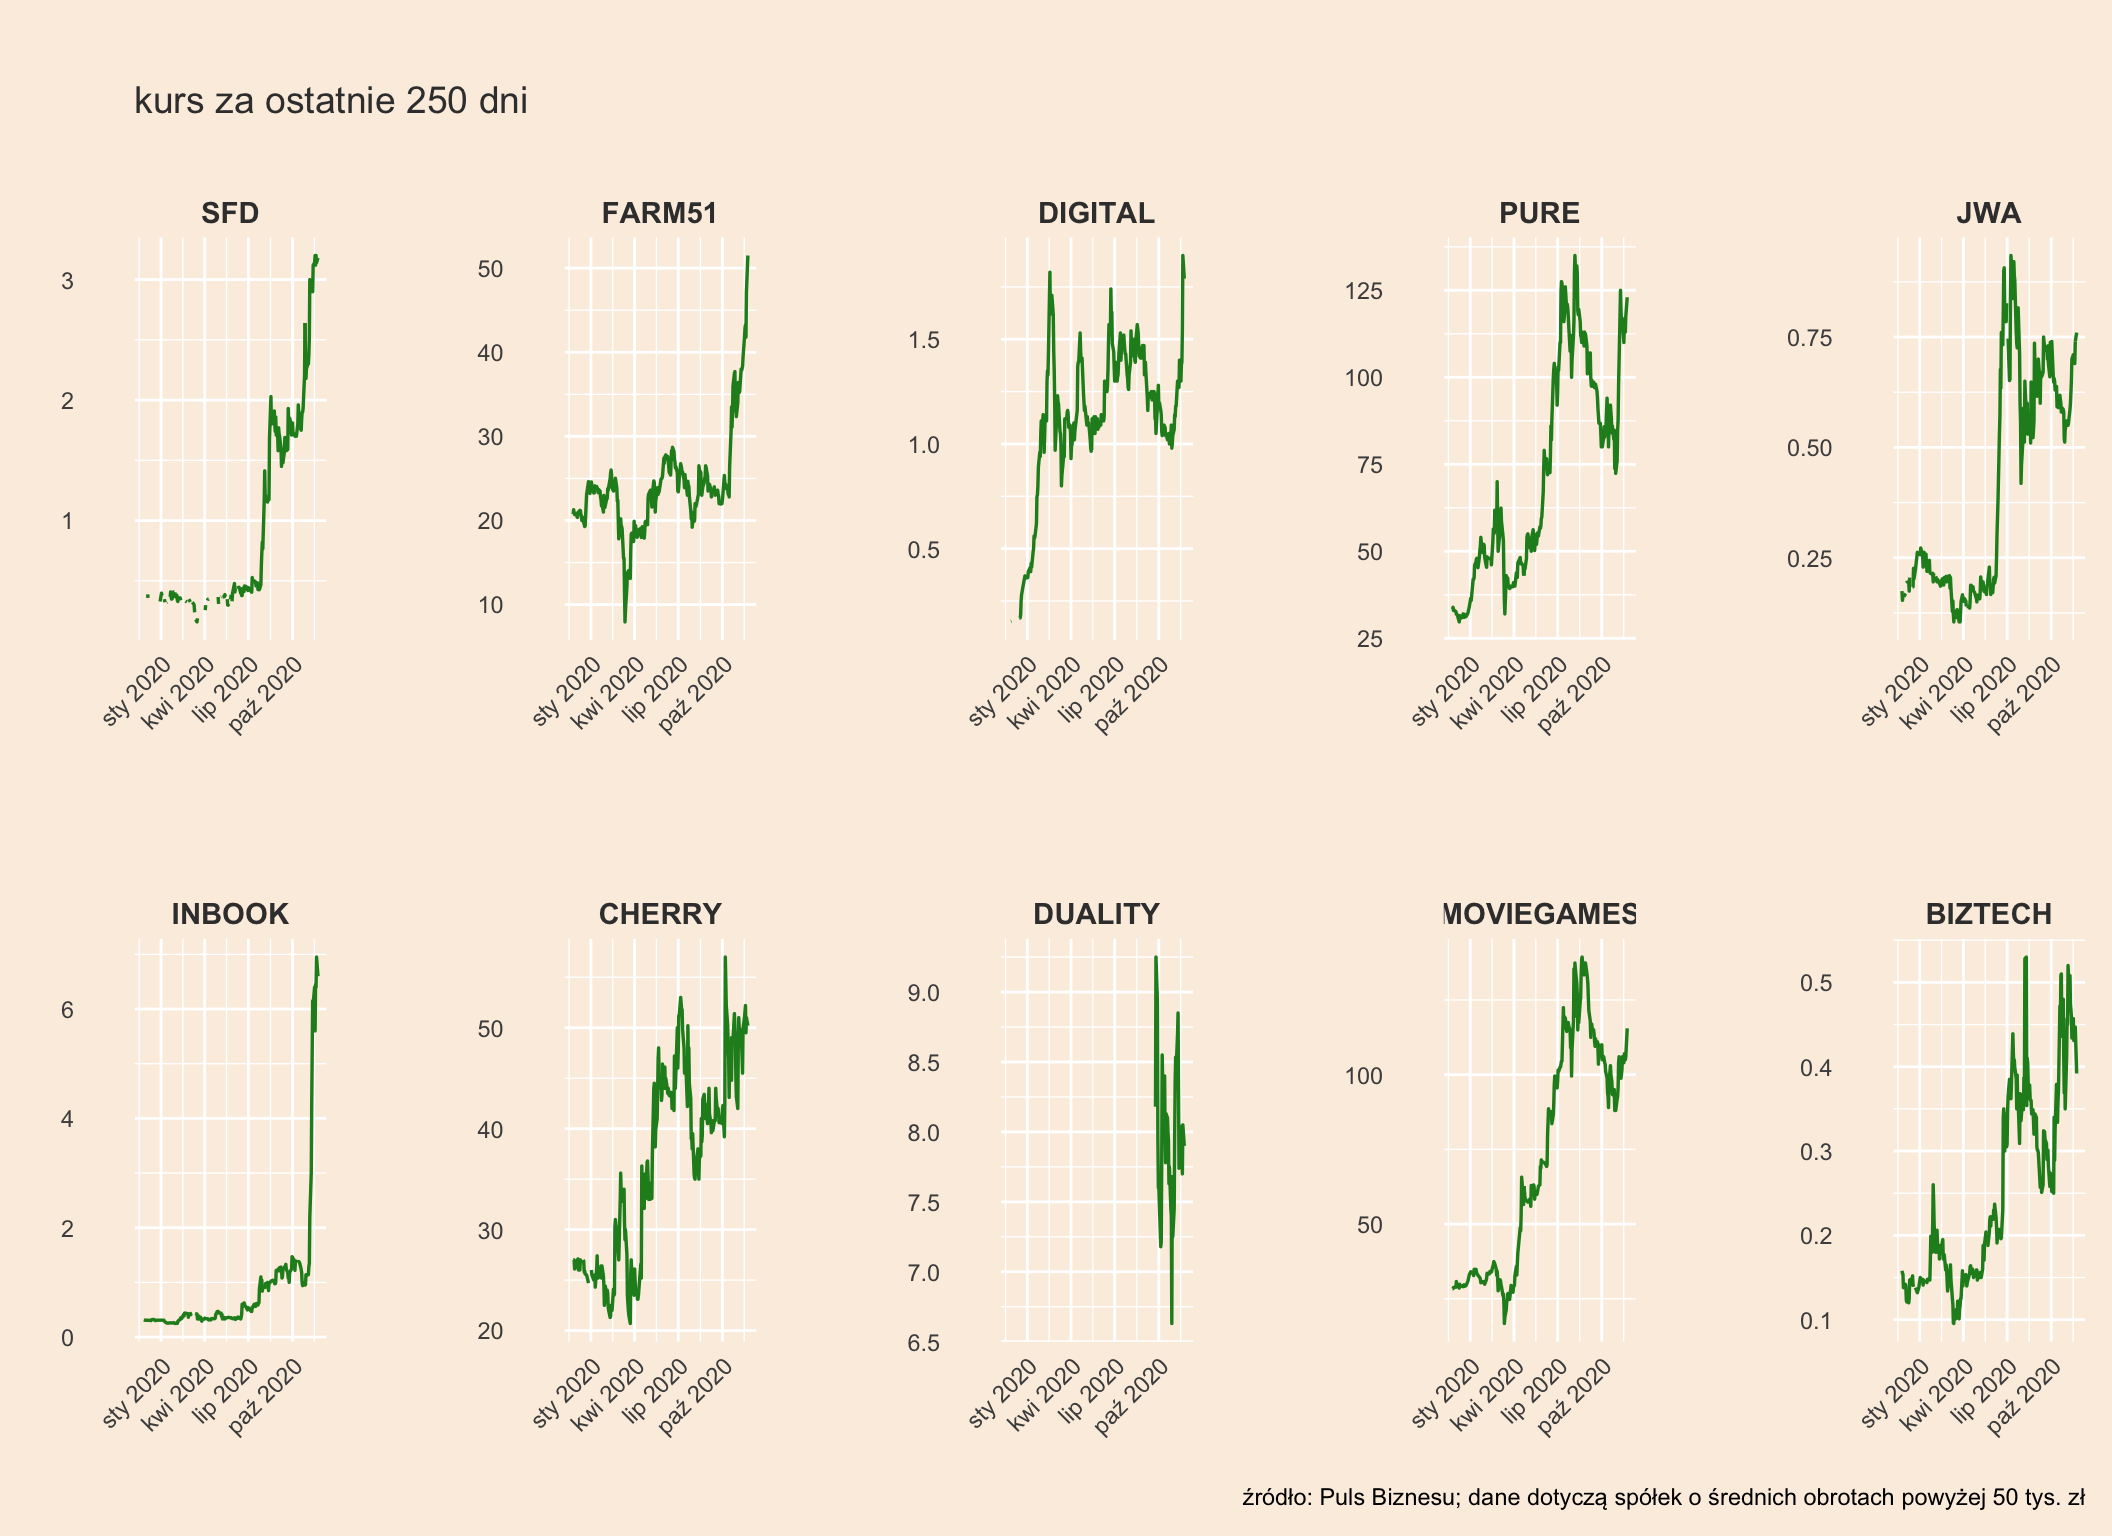 kurs za ostatnie 250 dni
SFD
FARM51
DIGITAL
PURE
JWA
3
2
1
50
40
30
20
10
1.5
1.0
0.5
125
100
75
50
25
0.75
0.50
0.25
sty 2020
kwi 2020
lip 2020
paź 2020
sty 2020
kwi 2020
lip 2020
paź 2020
sty 2020
kwi 2020
lip 2020
paź 2020
sty 2020
kwi 2020
lip 2020
paź 2020
sty 2020
kwi 2020
lip 2020
paź 2020
INBOOK
CHERRY
DUALITY
MOVIEGAMES
BIZTECH
6
4
2
0
50
40
30
20
9.0
8.5
8.0
7.5
7.0
6.5
100
50
0.5
0.4
0.3
0.2
0.1
sty 2020
kwi 2020
lip 2020
paź 2020
sty 2020
kwi 2020
lip 2020
paź 2020
sty 2020
kwi 2020
lip 2020
paź 2020
sty 2020
kwi 2020
lip 2020
paź 2020
sty 2020
kwi 2020
lip 2020
paź 2020
źródło: Puls Biznesu; dane dotyczą spółek o średnich obrotach powyżej 50 tys. zł